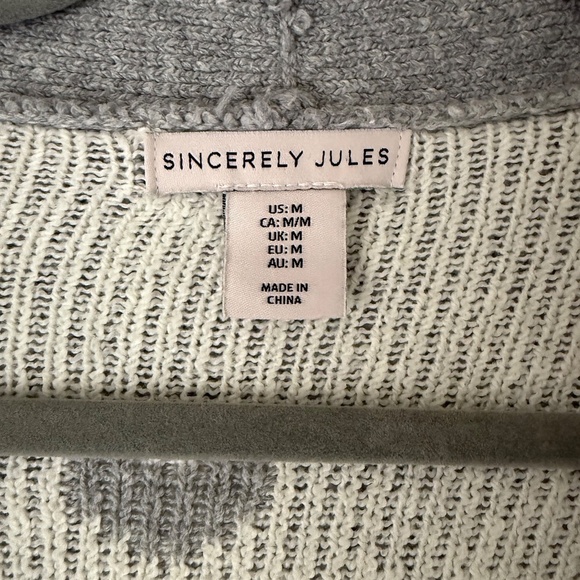 SINCERELY JULES
US: M
CA: M/M
UK: M
EU: M
AU: M
MADE IN
CHINA